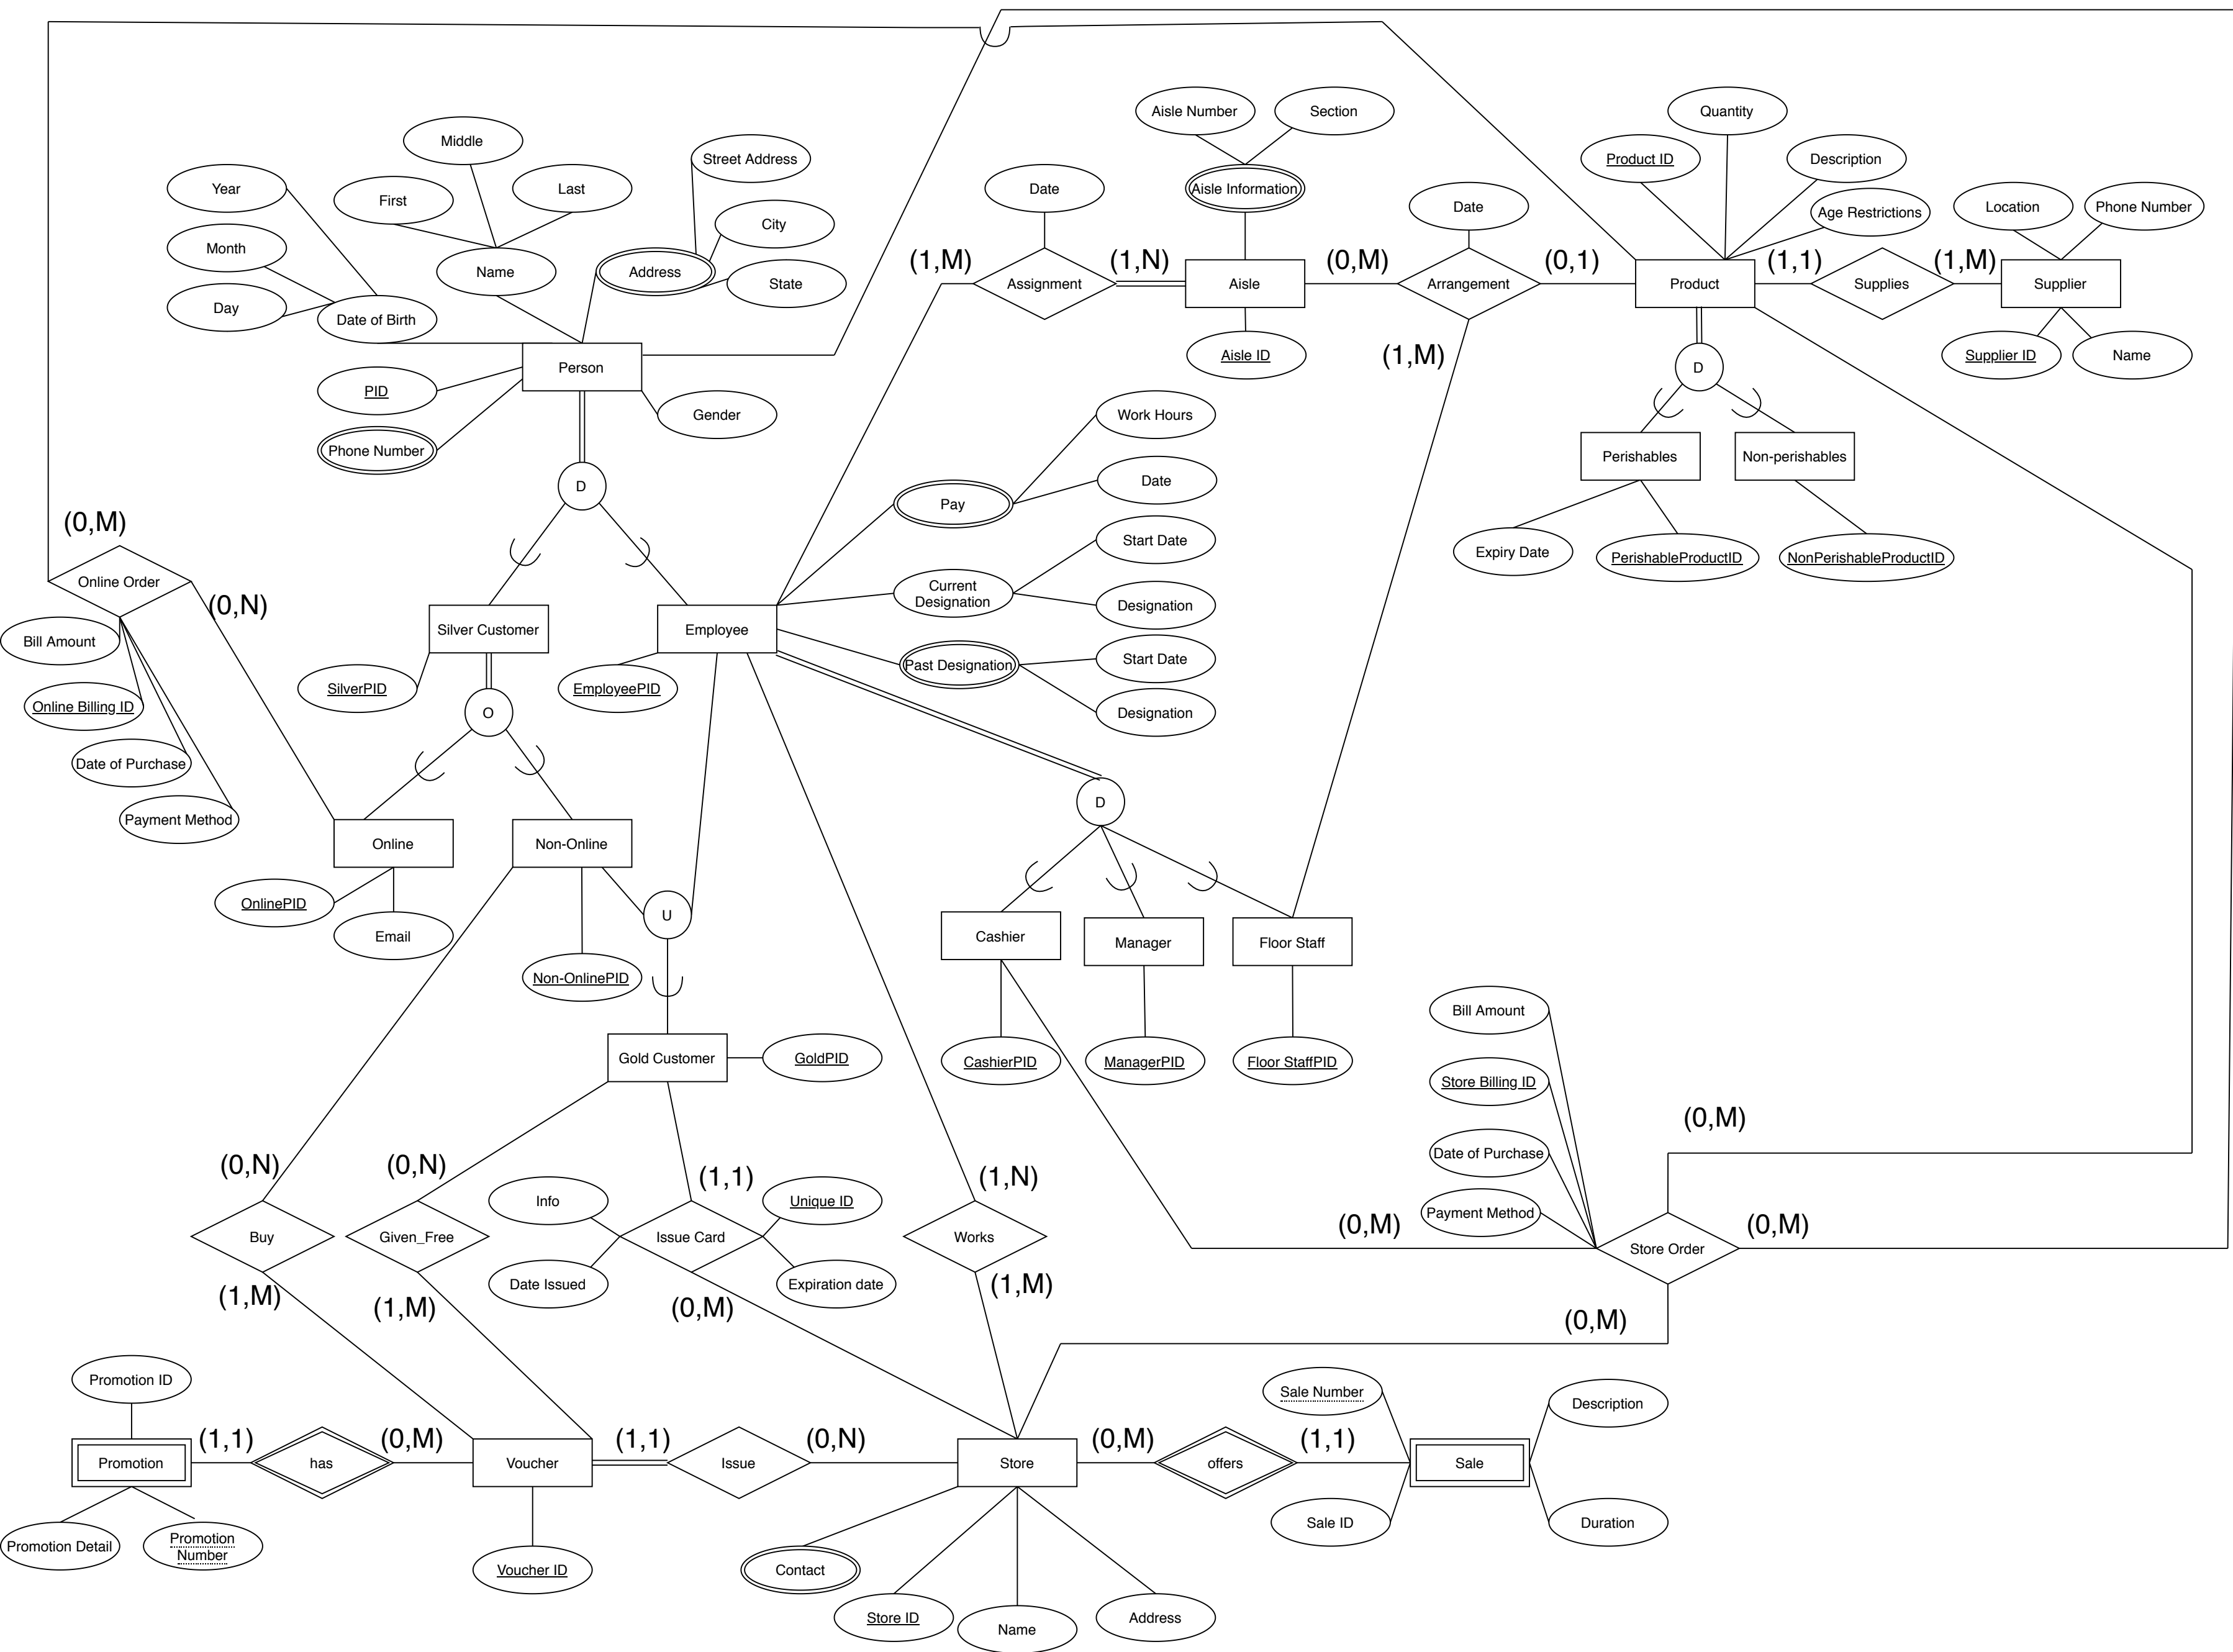 Aisle Number
Section
Quantity
Product ID
Description
Middle
Street Address
Year
First
Last
Date
Aisle Information
Date
Age Restrictions
Location
Phone Number
City
Month
Name
Address
State
(1,M)
Assignment
(1,N)
Aisle
(0,M)
Arrangement
(0,1)
Product
(1,1)
Supplies
(1,M)
Supplier
Day
Date of Birth
Person
Aisle ID
(1,M)
D
Supplier ID
Name
PID
Gender
Work Hours
Phone Number
Perishables
Non-perishables
D
Pay
Date
(0,M)
Start Date
Expiry Date
PerishableProductID
NonPerishableProductID
Online Order
(0,N)
Current
Designation
Designation
Bill Amount
Silver Customer
Employee
Past Designation
Start Date
SilverPID
EmployeePID
Online Billing ID
O
Designation
Date of Purchase
Payment Method
D
Online
Non-Online
OnlinePID
Email
U
Cashier
Manager
Floor Staff
Non-OnlinePID
Bill Amount
Gold Customer
GoldPID
CashierPID
ManagerPID
Floor StaffPID
Store Billing ID
(0,M)
(0,N)
(0,N)
(1,1)
(1,N)
Date of Purchase
Info
Unique ID
Payment Method
(0,M)
(0,M)
Buy
Given_Free
Issue Card
Works
Store Order
Date Issued
Expiration date
(1,M)
(1,M)
(0,M)
(1,M)
(0,M)
Promotion ID
Sale Number
Description
(1,1)
(0,M)
(1,1)
(0,N)
(0,M)
(1,1)
Promotion
has
Voucher
Issue
Store
offers
Sale
Promotion Detail
Promotion
Number
Sale ID
Duration
Voucher ID
Contact
Store ID
Name
Address